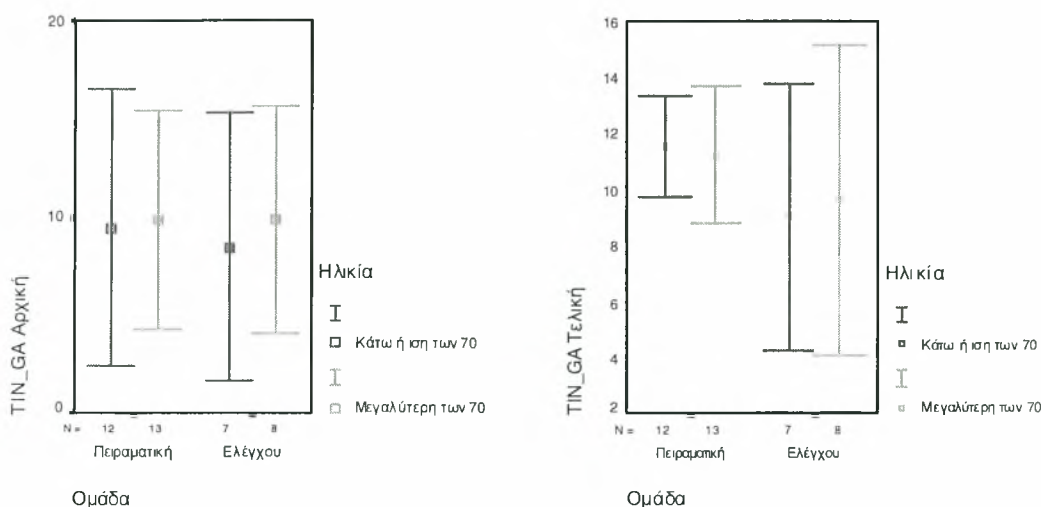 20
10
0
TIN_GA Αρχική
N = 12 13 7 8
Πειραματική Ελέγχου
Ομάδα
Ηλικία
Κάτω ή ιση των 70
Μεγαλύτερη των 70
16
14
12
10
8
6
4
2
TIN_GA Τελική
N = 12 13 7 8
Πειραματική Ελέγχου
Ομάδα
Ηλικία
Κάτω ή ιση των 70
Μεγαλύτερη των 70